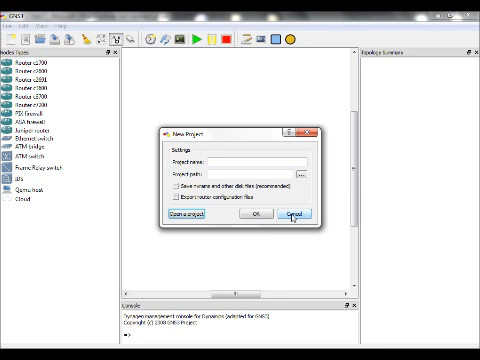 GNS3
File Edit View Help
Nodes Types
Topology Summary
Router c1700
Router c2600
Router c2691
Router c3600
Router c3700
Router c7200
PIX firewall
ASA firewall
Juniper router
Ethernet switch
ATM bridge
ATM switch
Frame Relay switch
IDS
Qemu host
Cloud
New Project
Settings
Project name:
Project path:
...
Save nvrams and other disk files (recommended)
Export router configuration files
Open a project
OK
Cancel
Console
Dynagen management console for Dynamips (adapted for GNS3)
Copyright (c) 2008 GNS3 Project
=>